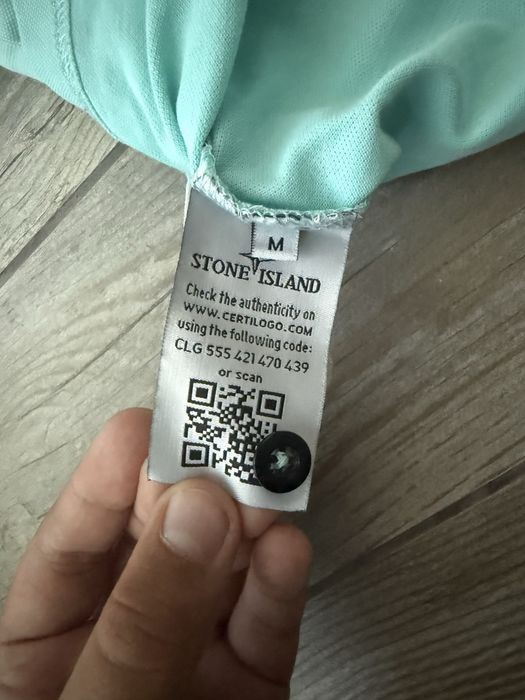 M
STONE ISLAND
Check the authenticity on
WWW.CERTILOGO.COM
using the following code:
CLG 555 421 470 439
or scan